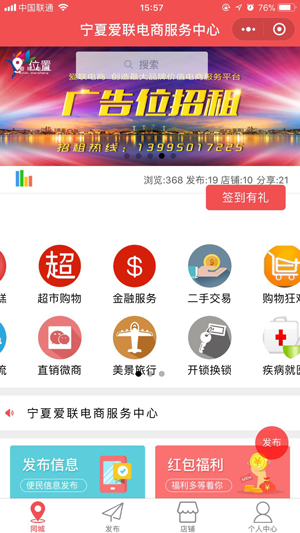 中国联通 15:57 76%
宁夏爱联电商服务中心
位置
搜索
爱联电商 创造最大品牌价值电商服务平台
广告位招租
招租热线：13995017225
浏览:368 发布:19 店铺:10 分享:21
签到有礼
超
$
超市购物 金融服务 二手交易 购物狂
直销微商 美景旅行 开锁换锁 疾病就
宁夏爱联电商服务中心
发布
发布信息
便民信息发布
红包福利
福利多等着你
同城 发布 店铺 个人中心